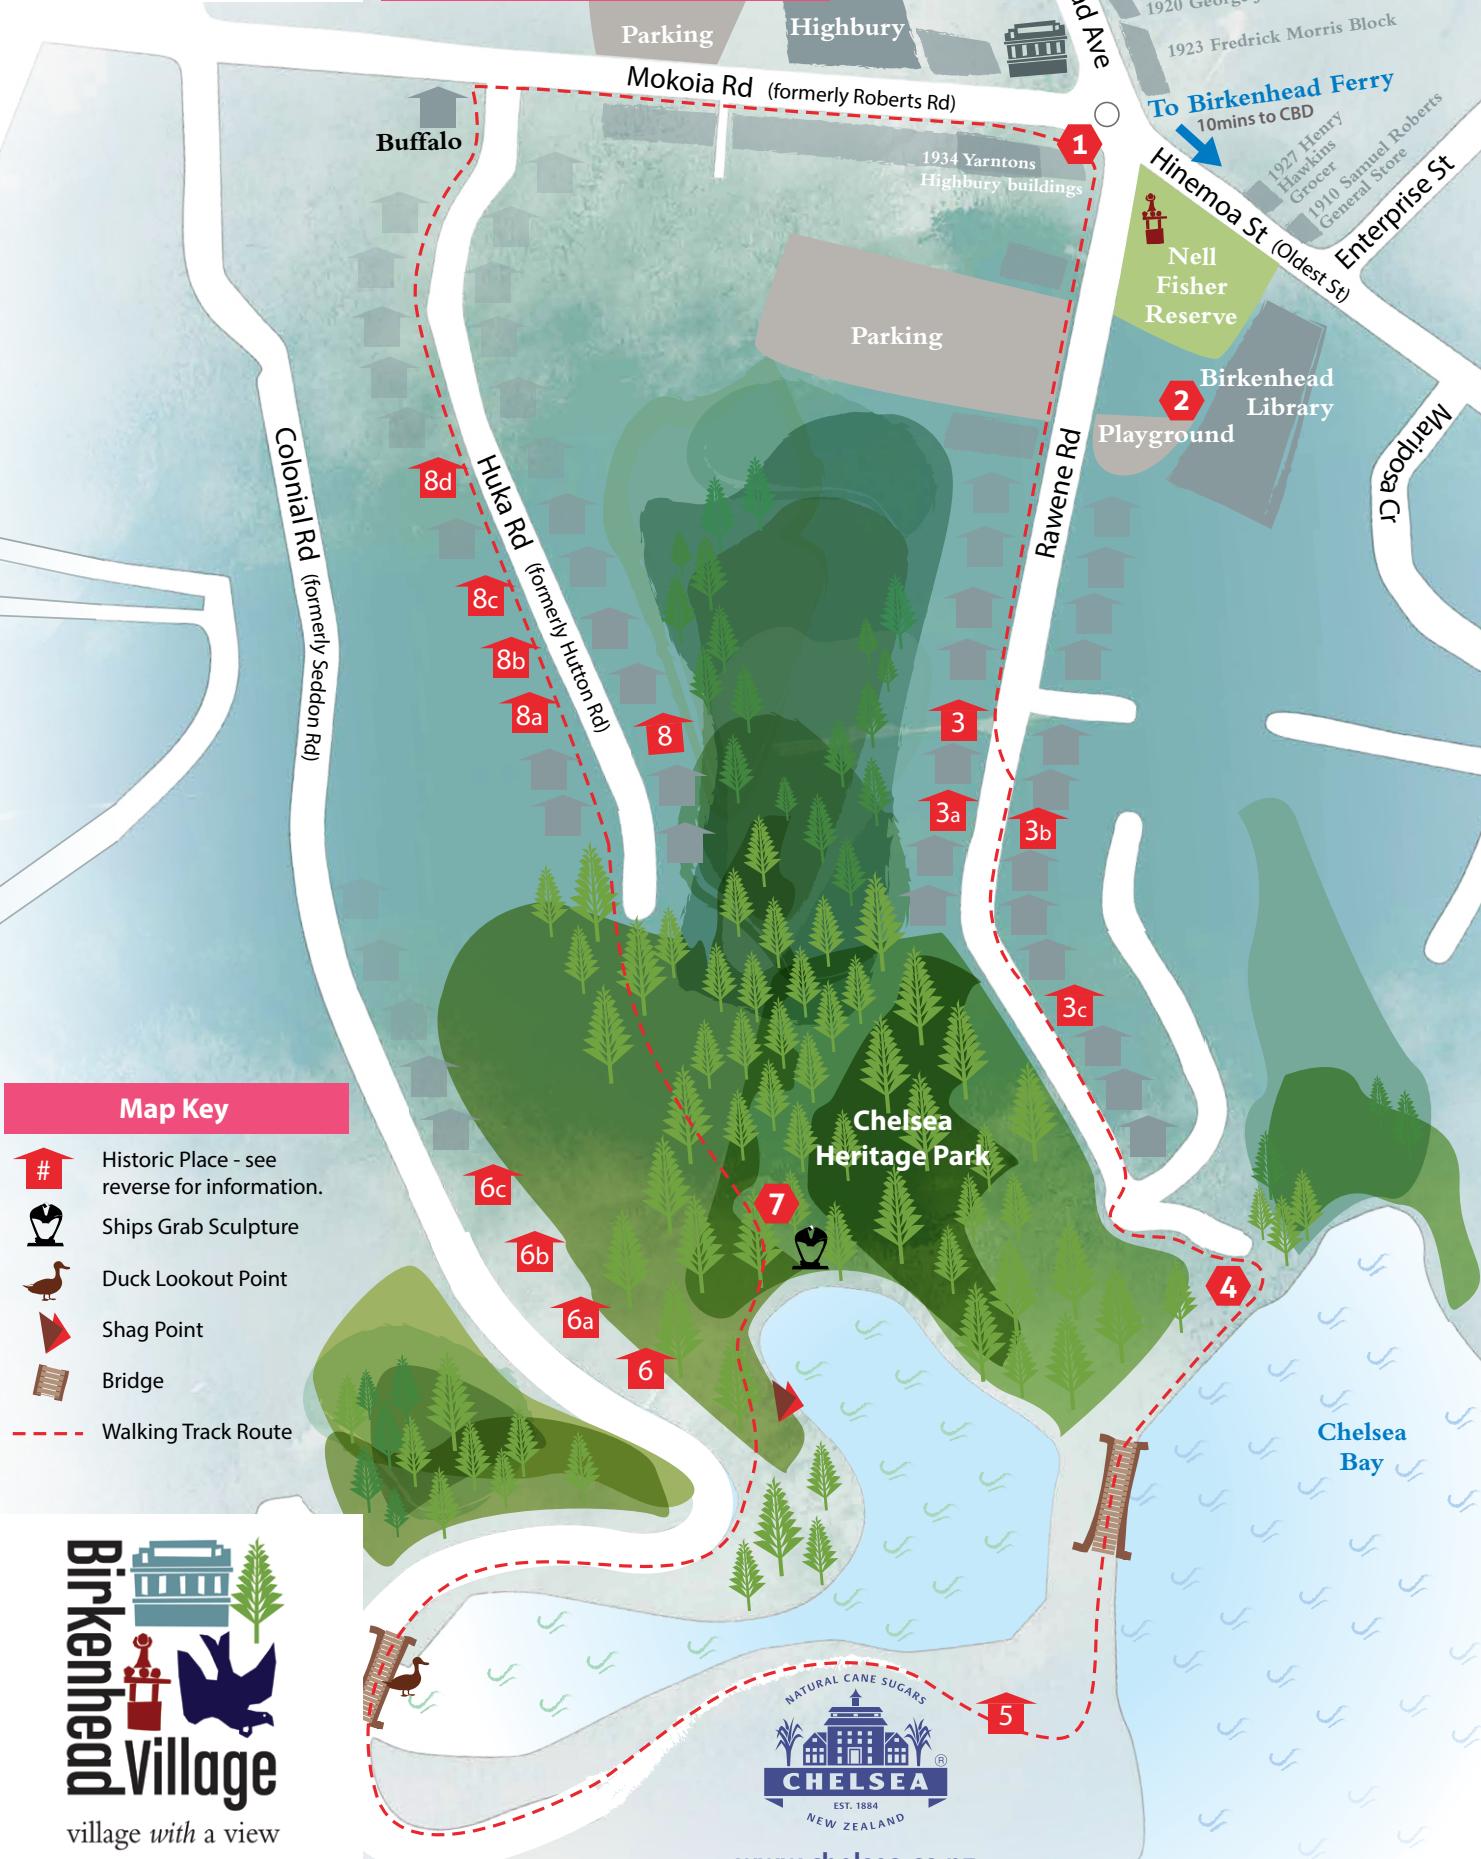 Parking
Highbury
ad Ave
1920 George
1923 Fredrick Morris Block
Mokoia Rd (formerly Roberts Rd)
To Birkenhead Ferry
10mins to CBD
Buffalo
1
1934 Yarntons
Highbury buildings
1927 Henry
Hawkins
Grocer
1910 Samuel Roberts
General Store
Hinemoa St (Oldest St)
Enterprise St
Nell
Fisher
Reserve
Parking
Birkenhead
Library
2
Playground
Mariposa Cr
Colonial Rd (formerly Seddon Rd)
Huka Rd (formerly Hutton Rd)
Rawene Rd
8d
8c
8b
8a
8
3
3a
3b
3c
Chelsea
Heritage Park
Map Key
#
Historic Place - see
reverse for information.
Ships Grab Sculpture
Duck Lookout Point
Shag Point
Bridge
Walking Track Route
6c
6b
6a
6
7
4
Chelsea
Bay
5
Birkenhead
Village
village with a view
NATURAL CANE SUGARS
®
CHELSEA
EST. 1884
NEW ZEALAND
www.chelsea.co.nz